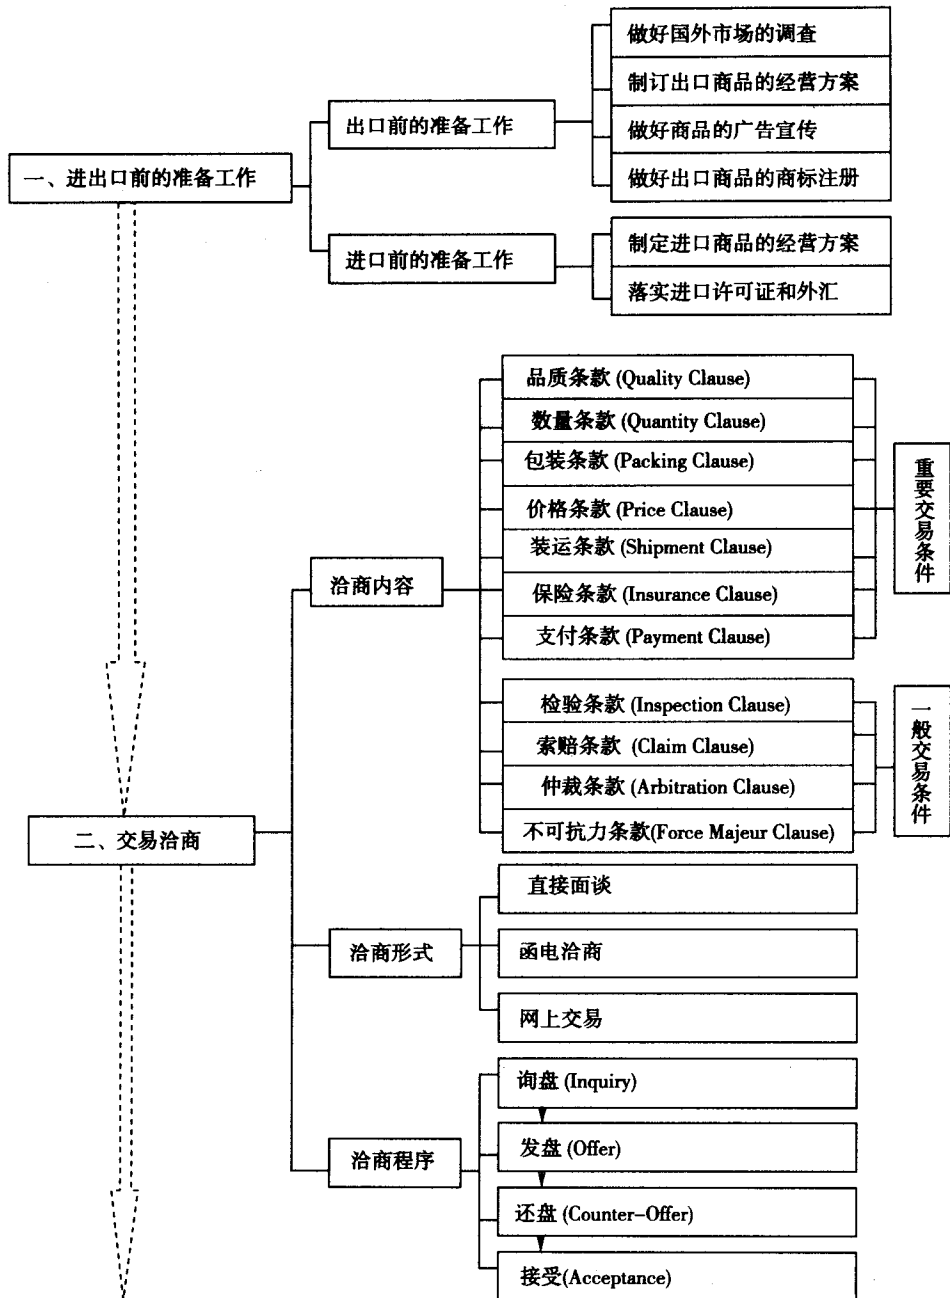 做好国外市场的调查
制订出口商品的经营方案
出口前的准备工作
做好商品的广告宣传
一、进出口前的准备工作
做好出口商品的商标注册
制定进口商品的经营方案
进口前的准备工作
落实进口许可证和外汇
品质条款 (Quality Clause)
数量条款 (Quantity Clause)
包装条款 (Packing Clause)
价格条款 (Price Clause)
重要交易条件
装运条款 (Shipment Clause)
洽商内容
保险条款 (Insurance Clause)
支付条款 (Payment Clause)
检验条款 (Inspection Clause)
索赔条款 (Claim Clause)
一般交易条件
仲裁条款 (Arbitration Clause)
不可抗力条款(Force Majeur Clause)
二、交易洽商
直接面谈
洽商形式
函电洽商
网上交易
询盘 (Inquiry)
发盘 (Offer)
洽商程序
还盘 (Counter-Offer)
接受(Acceptance)